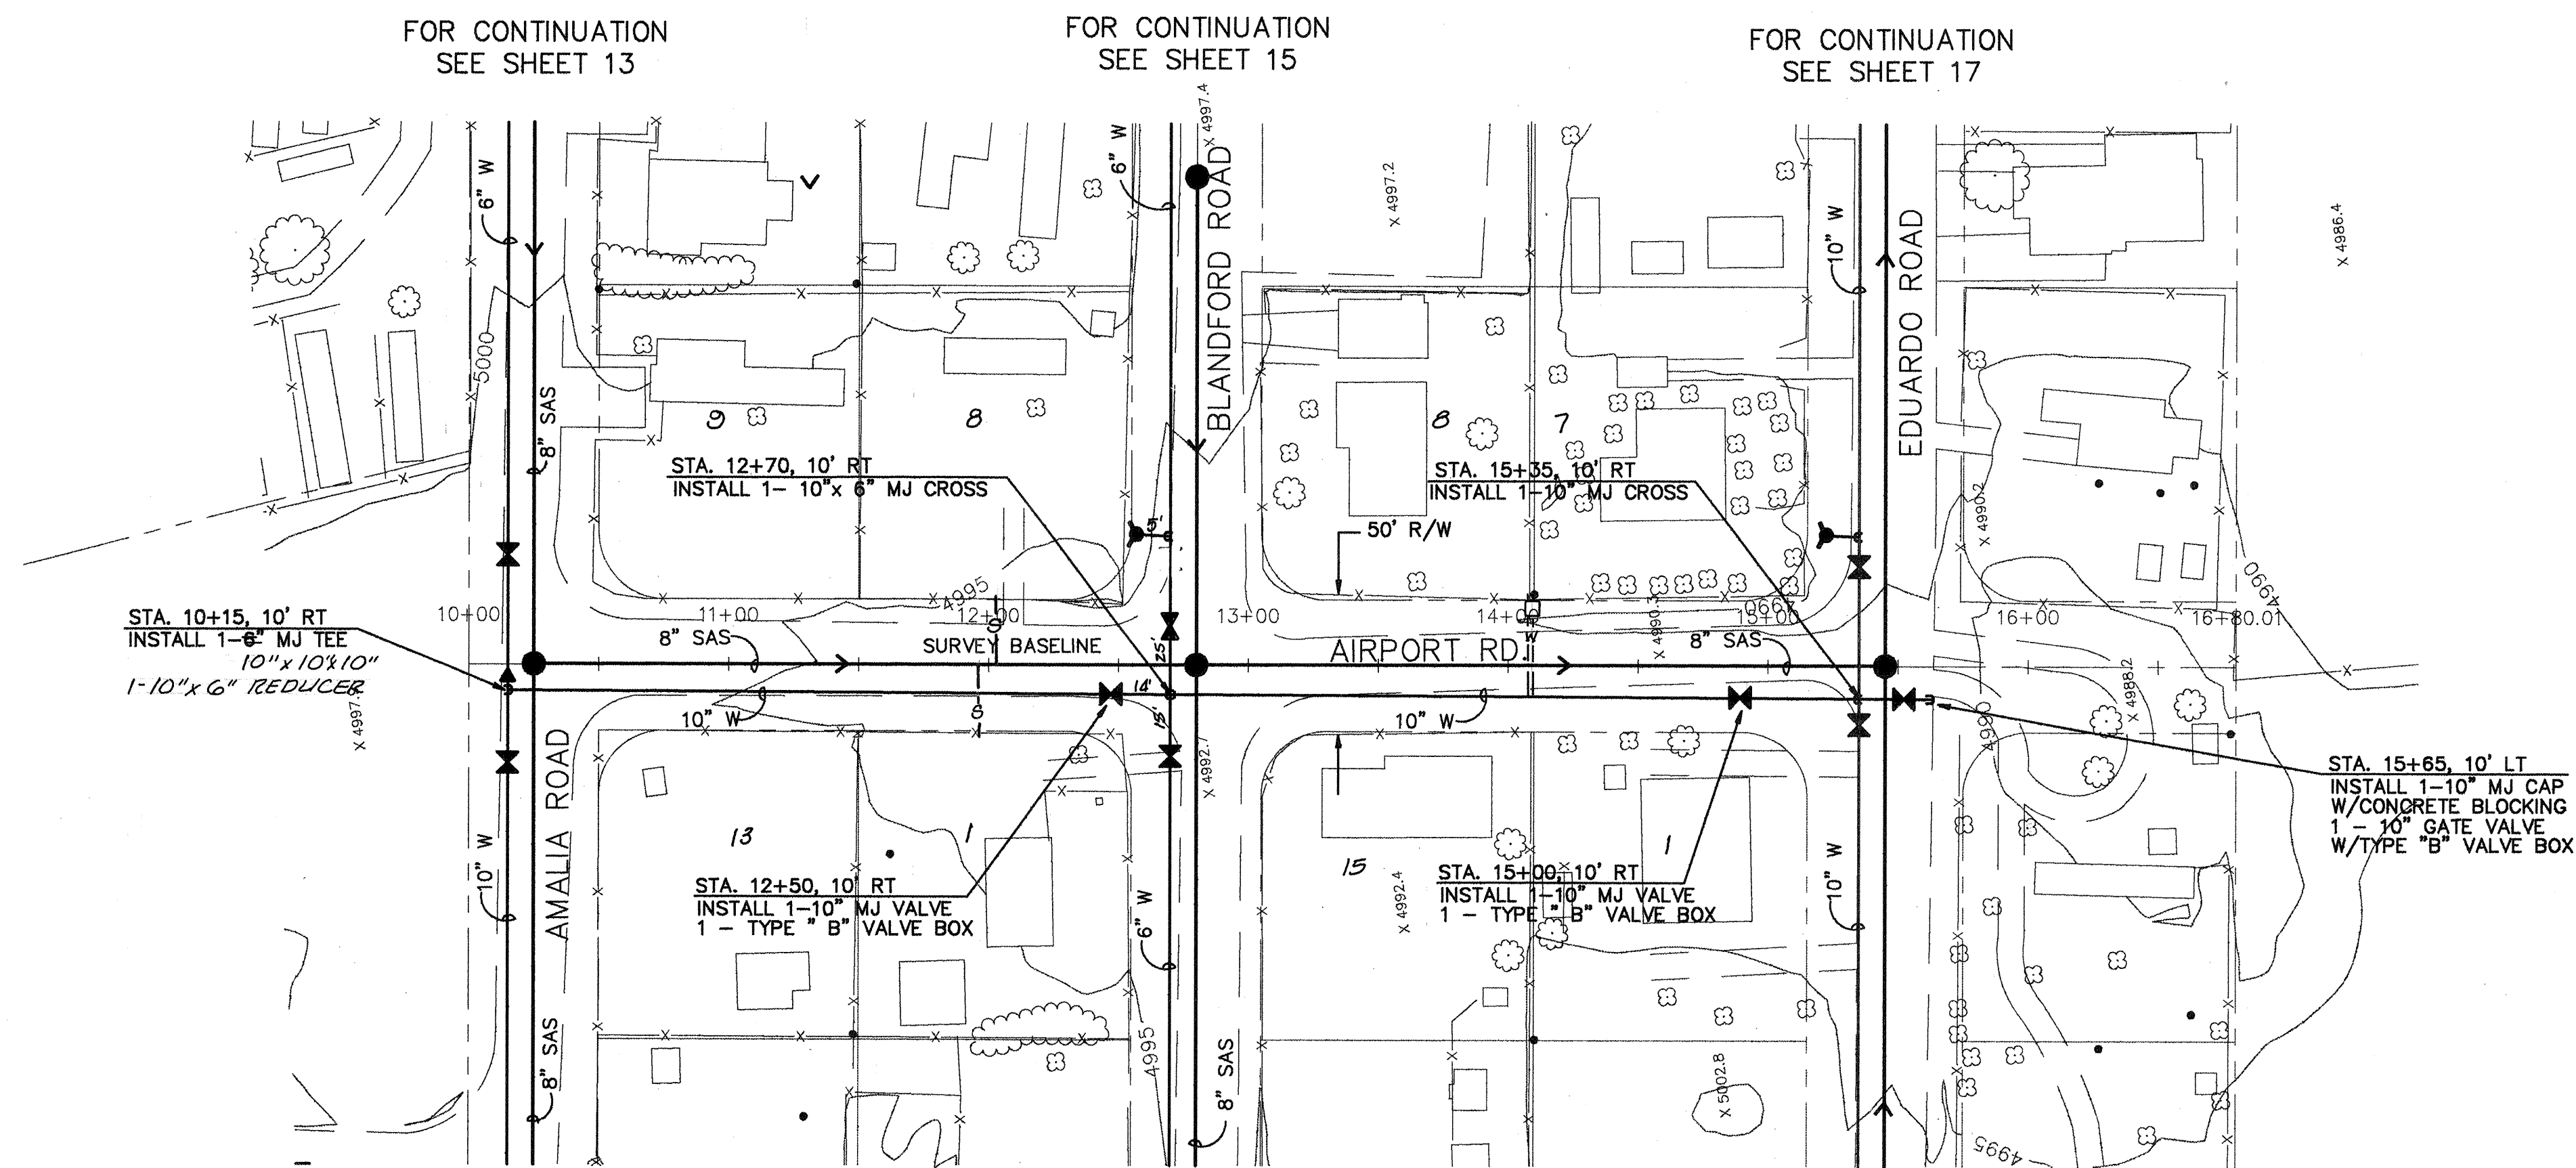 FOR CONTINUATION
SEE SHEET 13
FOR CONTINUATION
SEE SHEET 15
FOR CONTINUATION
SEE SHEET 17
X 4997.4
6" W
6" W
BLANDFORD ROAD
X 4997.2
10" W
EDUARDO ROAD
X 4986.4
5000
8" SAS
9
8
8
7
STA. 12+70, 10' RT
INSTALL 1- 10"x 6" MJ CROSS
STA. 15+35, 10' RT
INSTALL 1-10" MJ CROSS
5'
50' R/W
X 4990.2
4995
4990
10+00
11+00
12+00
13+00
14+00
15+00
16+00
16+80.01
STA. 10+15, 10' RT
INSTALL 1-6" MJ TEE
10"x10"x10"
1-10"x 6" REDUCER
8" SAS
SURVEY BASELINE
25'
AIRPORT RD.
W
8" SAS
4990
X 4988.2
14'
15'
10" W
S
10" W
4990
X 4992.7
AMALIA ROAD
STA. 15+65, 10' LT
INSTALL 1-10" MJ CAP
W/CONCRETE BLOCKING
1 - 10" GATE VALVE
W/TYPE "B" VALVE BOX
10" W
13
1
15
1
STA. 12+50, 10' RT
INSTALL 1-10" MJ VALVE
1 - TYPE " B" VALVE BOX
STA. 15+00, 10' RT
INSTALL 1-10" MJ VALVE
1 - TYPE " B" VALVE BOX
X 4992.4
6" W
10" W
8" SAS
4995
8" SAS
X 5002.8
4995